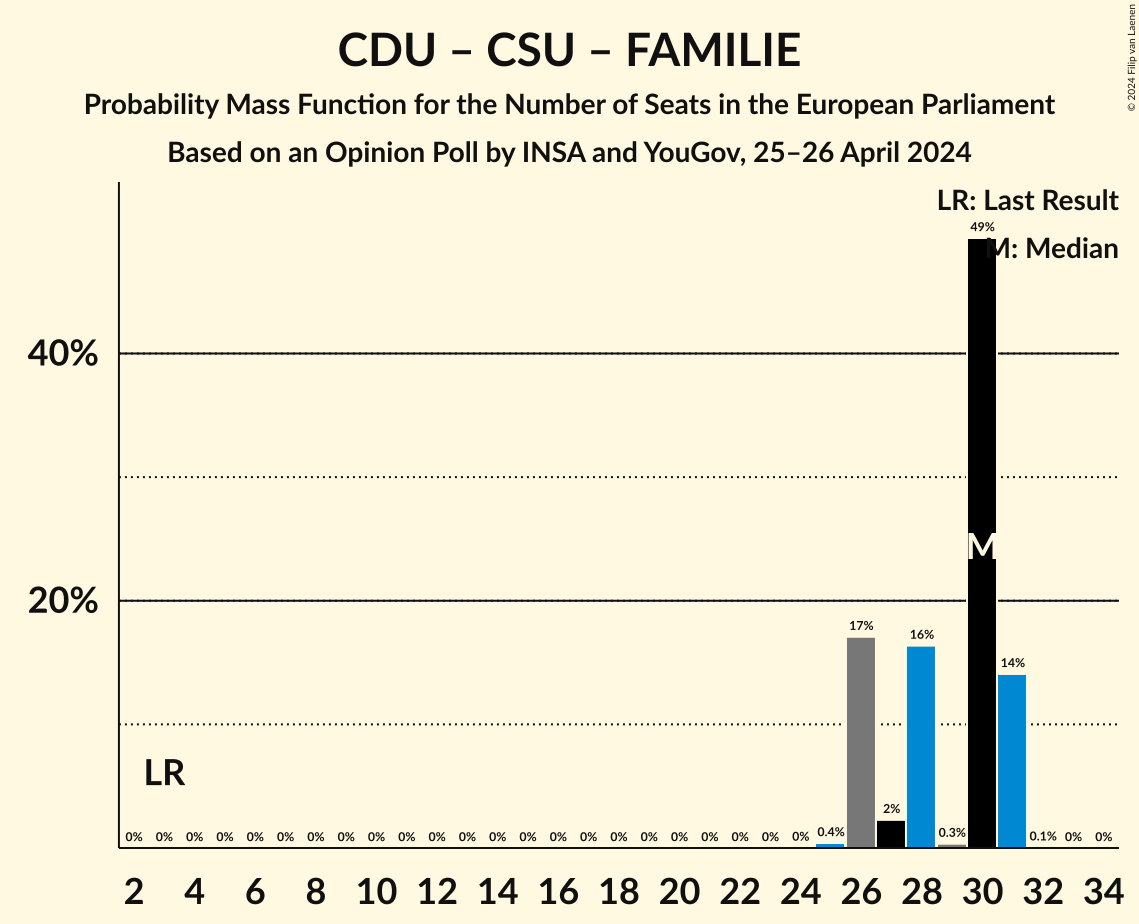 CDU – CSU – FAMILIE
Probability Mass Function for the Number of Seats in the European Parliament
Based on an Opinion Poll by INSA and YouGov, 25–26 April 2024
© 2024 Filip van Laenen
LR: Last Result
M: Median
49%
40%
M
20%
17%
16%
14%
LR
2%
0% 0% 0% 0% 0% 0% 0% 0% 0% 0% 0% 0% 0% 0% 0% 0% 0% 0% 0% 0% 0% 0% 0% 0.4% 0.3% 0.1% 0% 0%
2 4 6 8 10 12 14 16 18 20 22 24 26 28 30 32 34